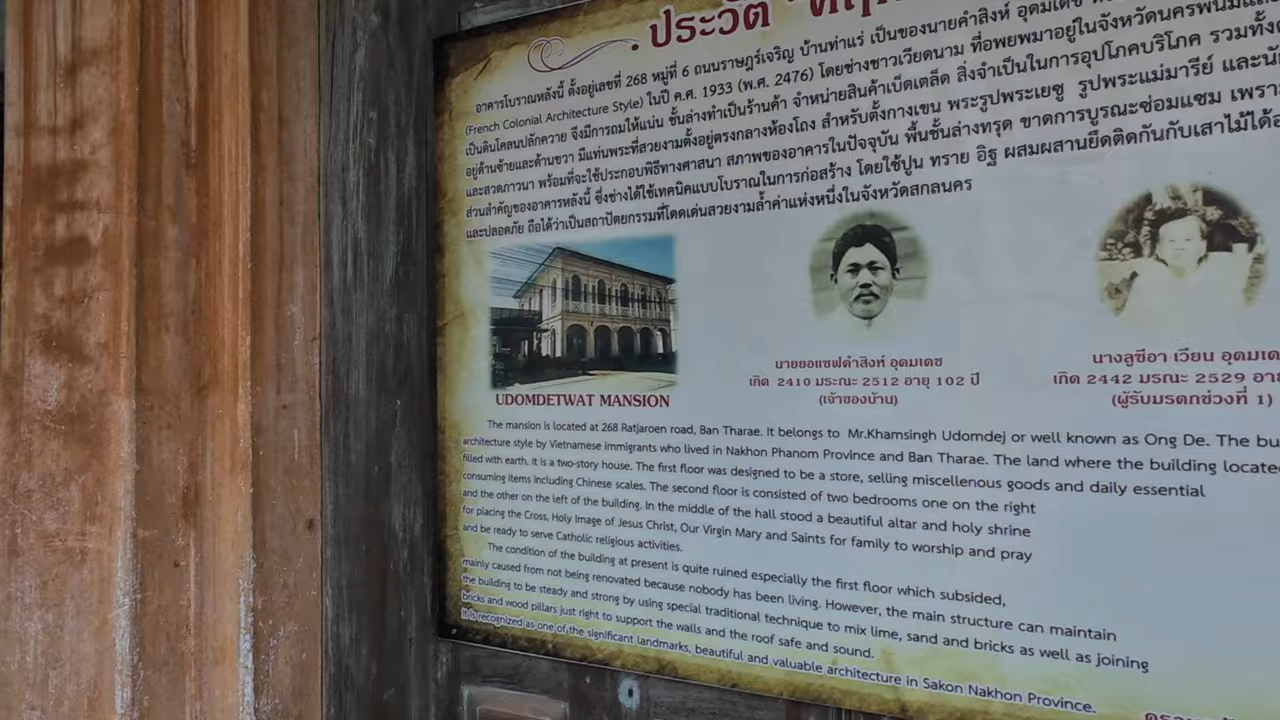 ประวัติ
อาคารโบราณหลังนี้ ตั้งอยู่เลขที่ 268 หมู่ที่ 6 ถนนราษฎร์เจริญ บ้านท่าแร่ เป็นของนายคำสิงห์ อุดมเดช
(French Colonial Architecture Style) ในปี ค.ศ. 1933 (พ.ศ. 2476) โดยช่างชาวเวียดนาม ที่อพยพมาอยู่ในจังหวัดนครพนมและ
เป็นดินโคลนปลักควาย จึงมีการถมให้แน่น ชั้นล่างทำเป็นร้านค้า จำหน่ายสินค้าเบ็ดเตล็ด สิ่งจำเป็นในการอุปโภคบริโภค รวมทั้ง
อยู่ด้านซ้ายและด้านขวา มีแท่นพระที่สวยงามตั้งอยู่ตรงกลางห้องโถง สำหรับตั้งกางเขน พระรูปพระเยซู รูปพระแม่มารีย์ และ
และสวดภาวนา พร้อมที่จะใช้ประกอบพิธีทางศาสนา สภาพของอาคารในปัจจุบัน พื้นชั้นล่างทรุด ขาดการบูรณะซ่อมแซม
ส่วนสำคัญของอาคารหลังนี้ ซึ่งช่างได้ใช้เทคนิคแบบโบราณในการก่อสร้าง โดยใช้ปูน ทราย อิฐ ผสมผสานยึดติดกันกับเสาไม้ได้
และปลอดภัย ถือได้ว่าเป็นสถาปัตยกรรมที่โดดเด่นสวยงามล้ำค่าแห่งหนึ่งในจังหวัดสกลนคร
นายยอแซฟคำสิงห์ อุดมเดช
เกิด 2410 มรณะ 2512 อายุ 102 ปี
(เจ้าของบ้าน)
นางลูซีอา เวียน อุดมเด
เกิด 2442 มรณะ 2529 อายุ
(ผู้รับมรดกช่วงที่ 1)
UDOMDETWAT MANSION
The mansion is located at 268 Ratjaroen road, Ban Tharae. It belongs to Mr.Khamsingh Udomdej or well known as Ong De. The bu
architecture style by Vietnamese immigrants who lived in Nakhon Phanom Province and Ban Tharae. The land where the building located
filled with earth. It is a two-story house. The first floor was designed to be a store, selling miscellenous goods and daily essential
consuming items including Chinese scales. The second floor is consisted of two bedrooms one on the right
and the other on the left of the building. In the middle of the hall stood a beautiful altar and holy shrine
for placing the Cross, Holy Image of Jesus Christ, Our Virgin Mary and Saints for family to worship and pray
and be ready to serve Catholic religious activities.
The condition of the building at present is quite ruined especially the first floor which subsided,
mainly caused from not being renovated because nobody has been living. However, the main structure can maintain
the building to be steady and strong by using special traditional technique to mix lime, sand and bricks as well as joining
bricks and wood pillars just right to support the walls and the roof safe and sound.
It is recognized as one of the significant landmarks, beautiful and valuable architecture in Sakon Nakhon Province.